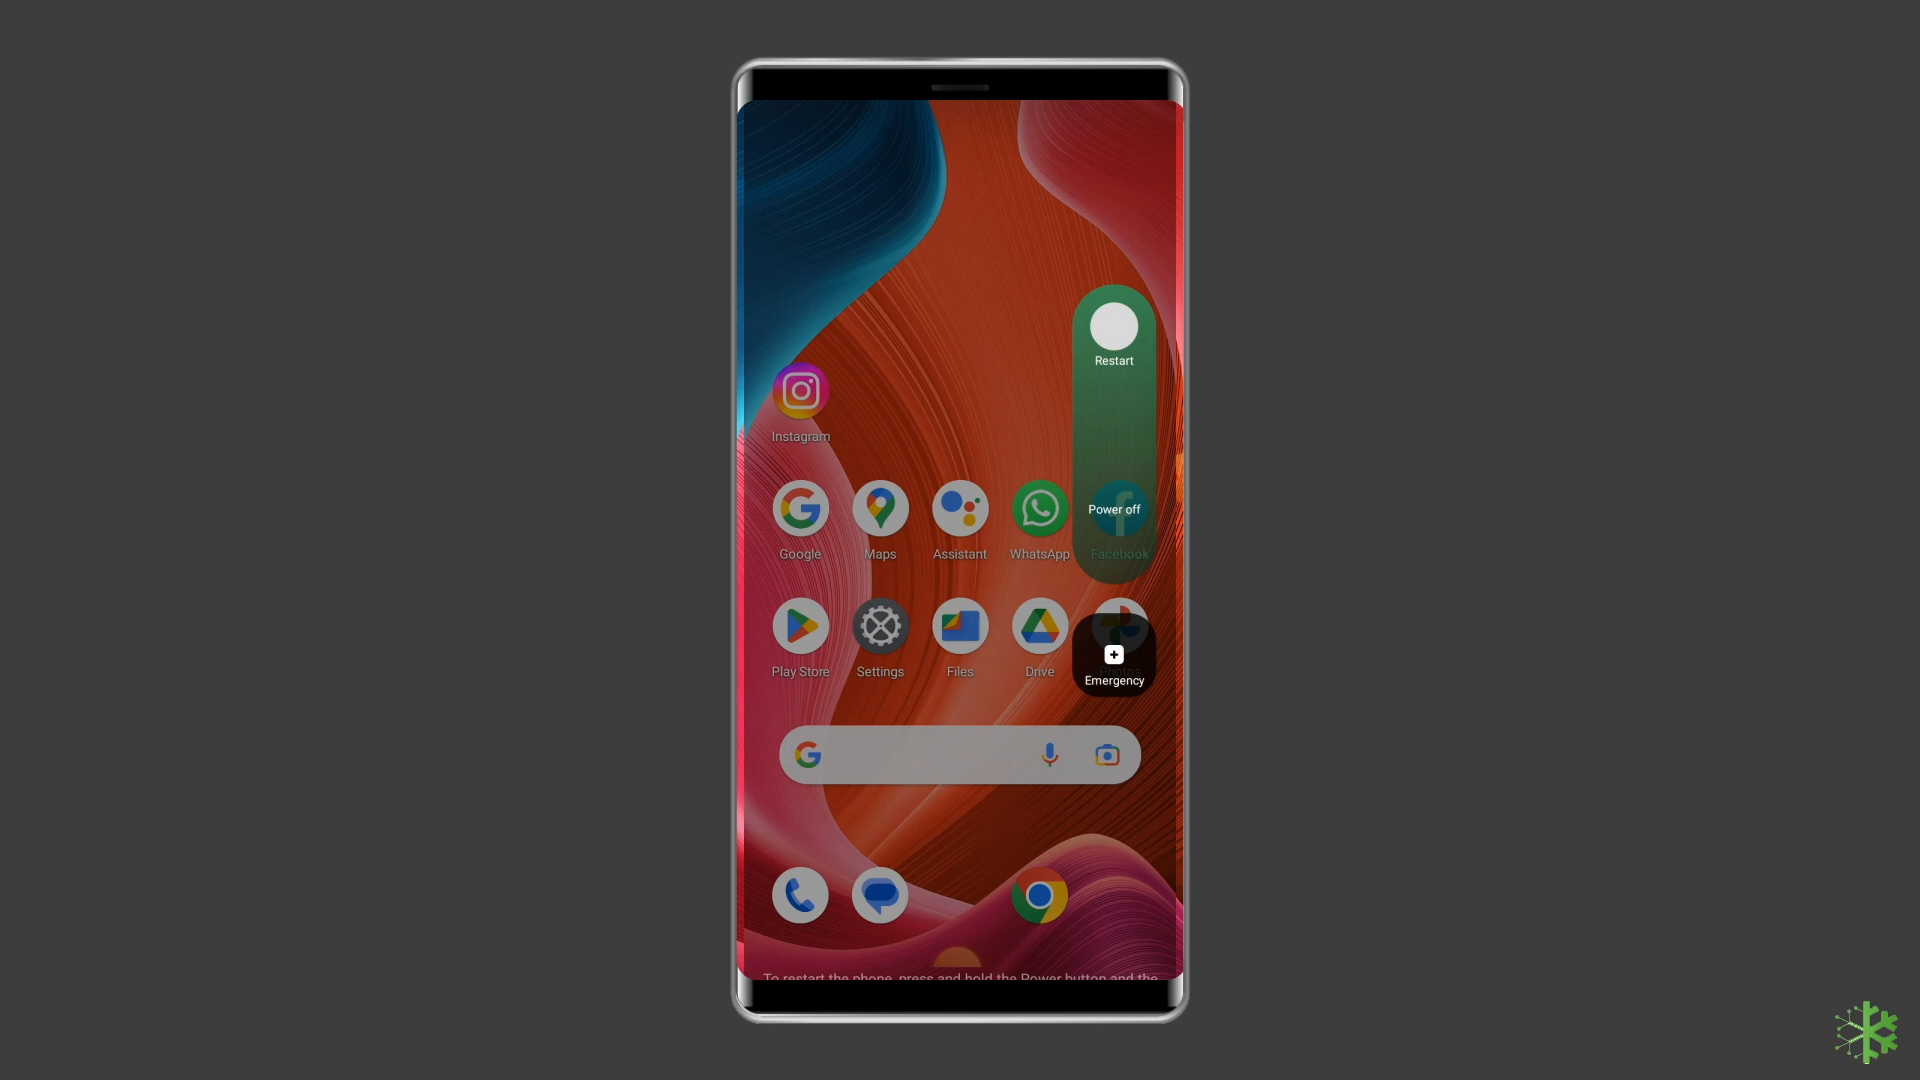 Restart
Instagram
Power off
Google Maps Assistant WhatsApp Facebook
Play Store Settings Files Drive Photos
Emergency
To restart the phone, press and hold the Power button and the